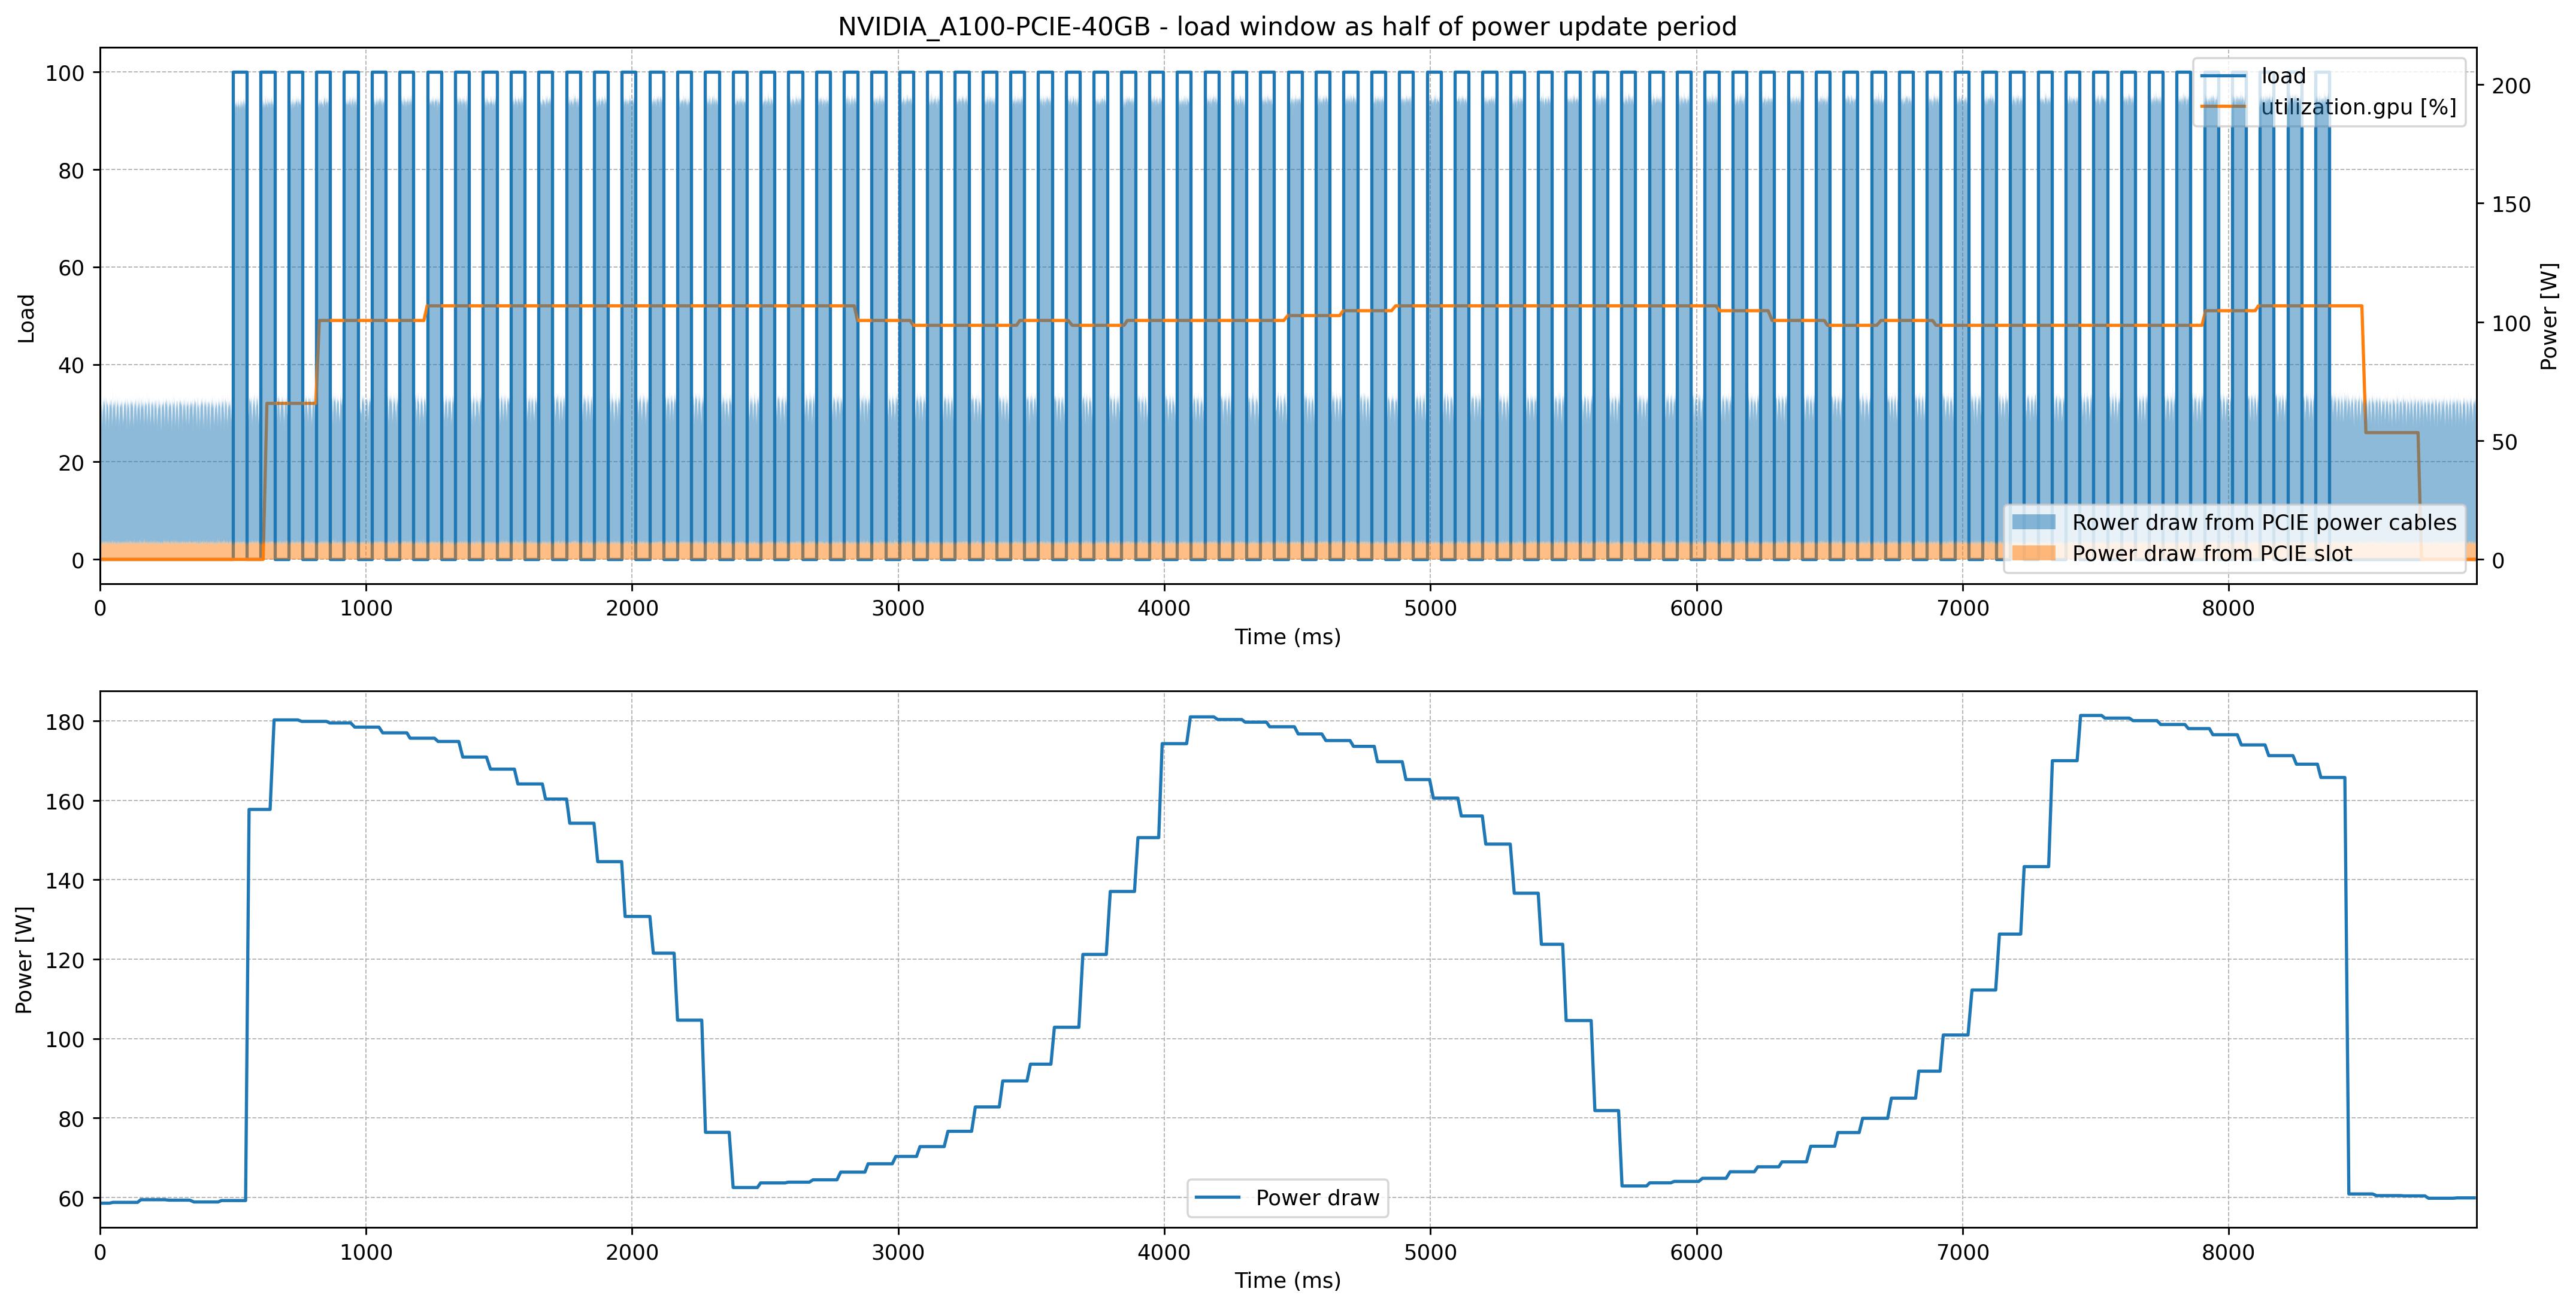 NVIDIA_A100-PCIE-40GB - load window as half of power update period
100
80
60
40
20
0
Load
200
150
100
50
0
Power [W]
load
utilization.gpu [%]
Rower draw from PCIE power cables
Power draw from PCIE slot
0 1000 2000 3000 4000 5000 6000 7000 8000
Time (ms)
180
160
140
120
100
80
60
Power [W]
Power draw
0 1000 2000 3000 4000 5000 6000 7000 8000
Time (ms)